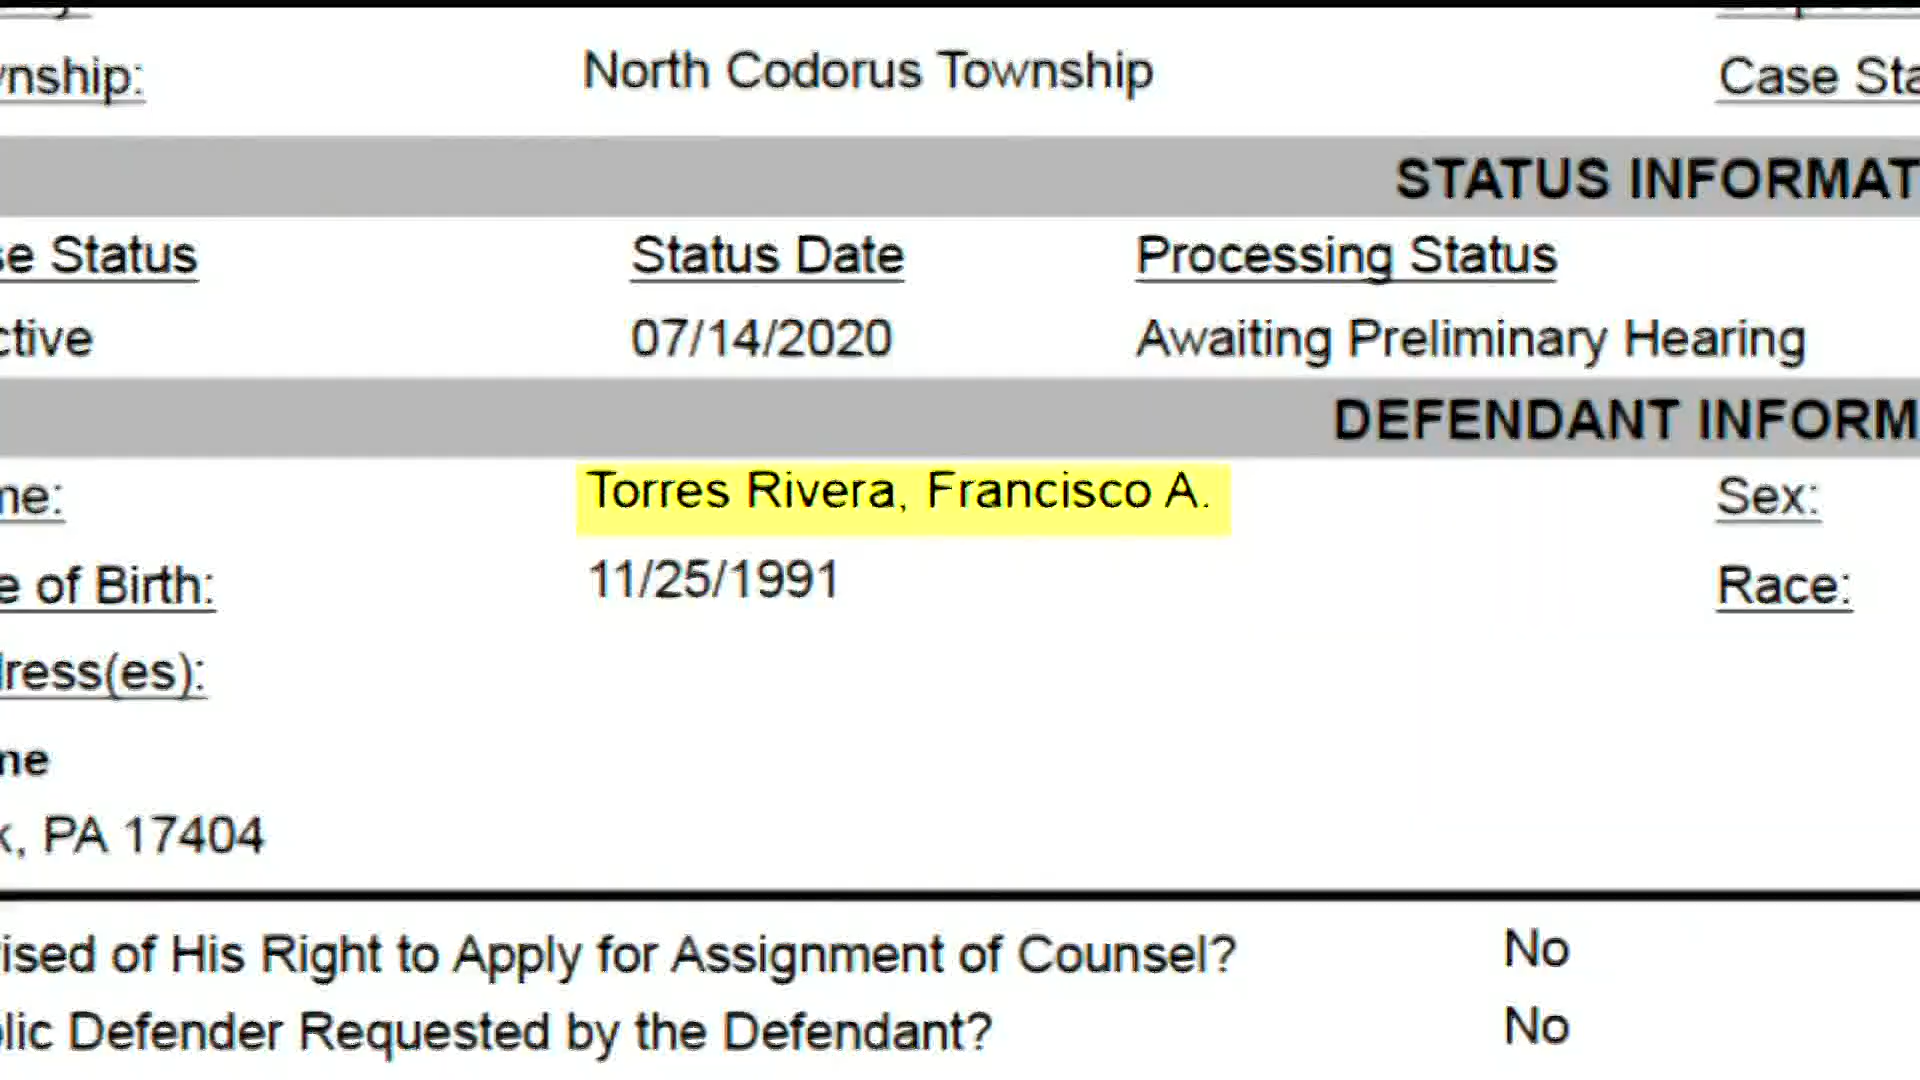 nship: North Codorus Township Case Sta
STATUS INFORMAT
se Status Status Date Processing Status
ctive 07/14/2020 Awaiting Preliminary Hearing
DEFENDANT INFORM
me: Torres Rivera, Francisco A. Sex:
e of Birth: 11/25/1991 Race:
dress(es):
me
k, PA 17404
ised of His Right to Apply for Assignment of Counsel? No
lic Defender Requested by the Defendant? No